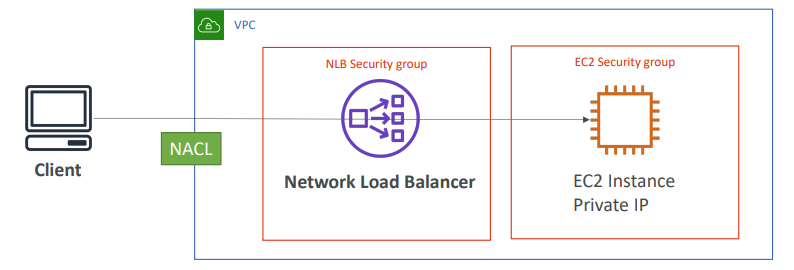 VPC
NLB Security group
EC2 Security group
NACL
Client
Network Load Balancer
EC2 Instance
Private IP